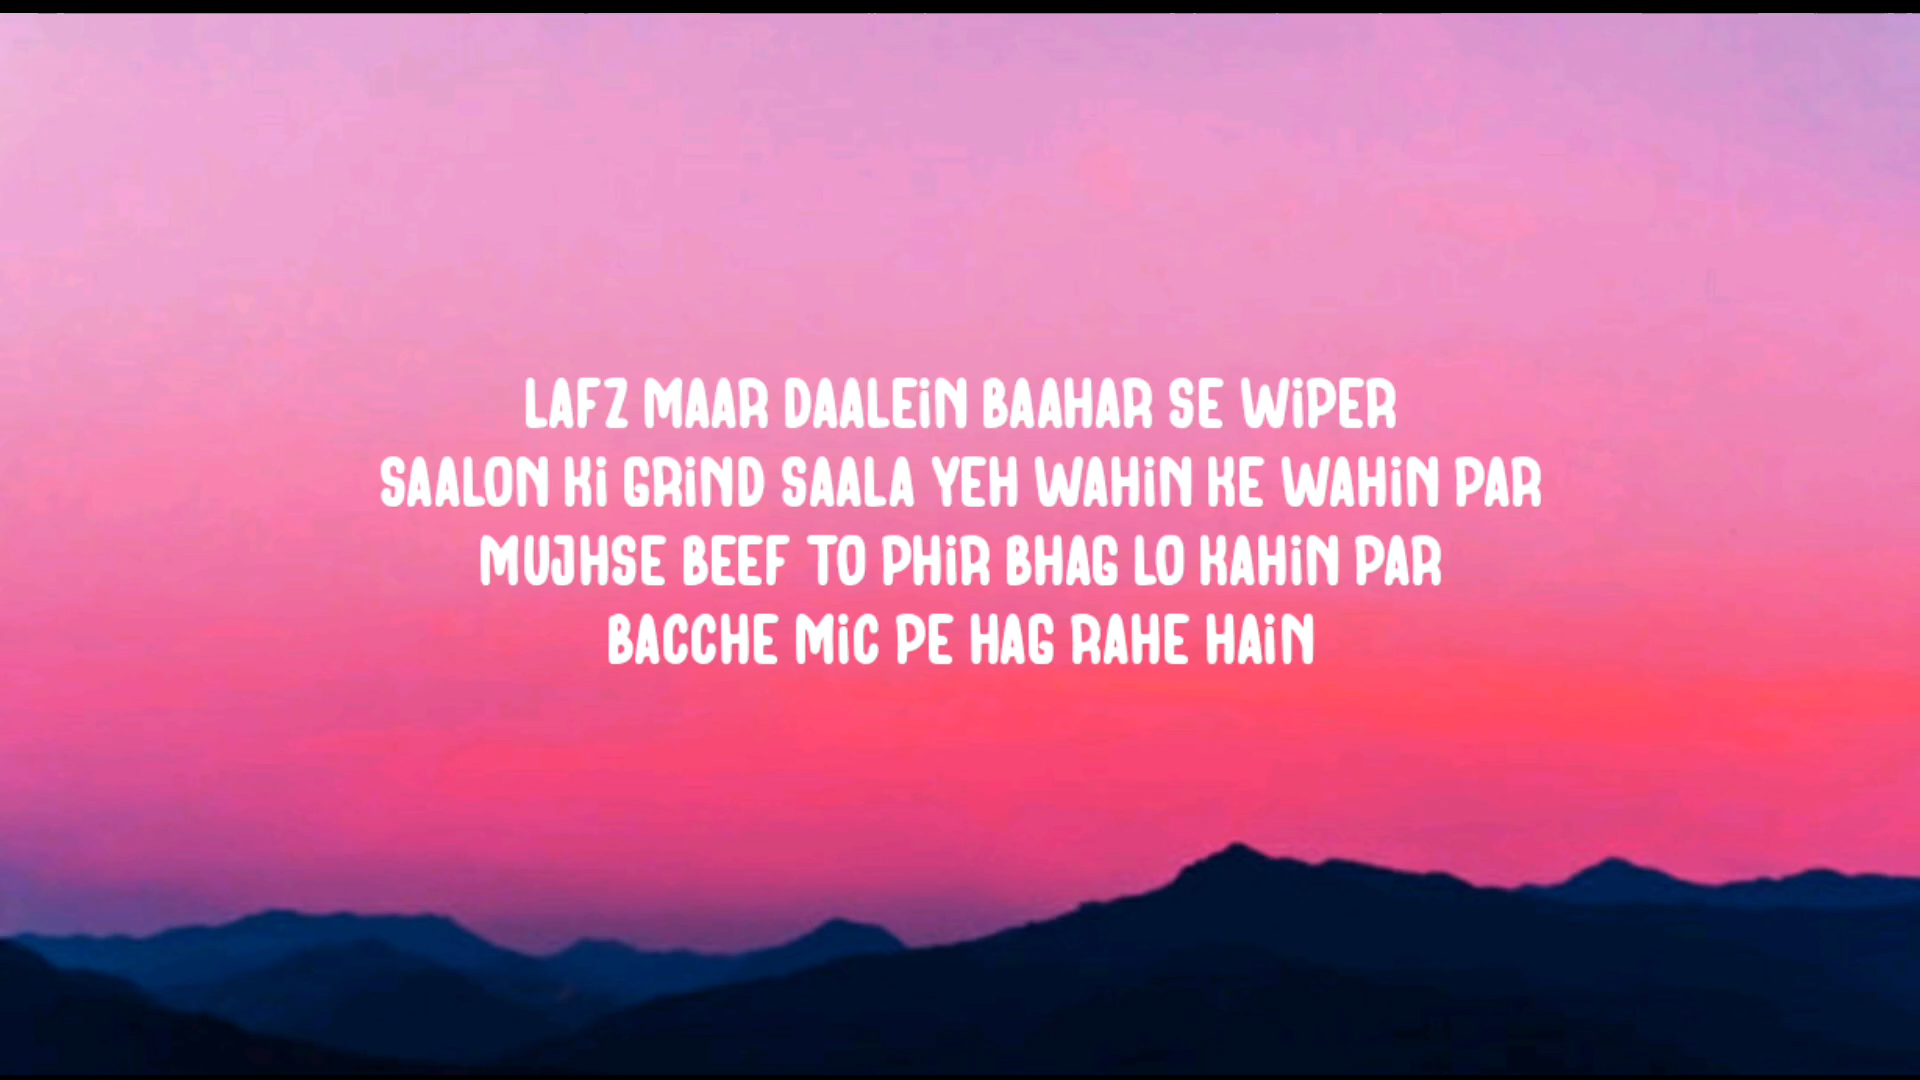 LAFZ MAAR DAALEiN BAAHAR SE WiPER
SAALON Ki GRiND SAALA YEH WAHiN KE WAHiN PAR
MUJHSE BEEF TO PHiR BHAG LO KAHiN PAR
BACCHE MiC PE HAG RAHE HAiN